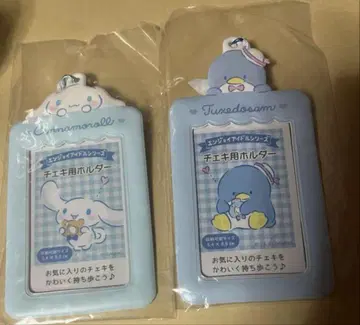 Cinnamoroll
エンジョイアイドルシリーズ
チェキ用ホルダー
お気に入りのチェキを
かわいく持ち歩こう♪
Tuxedosam
エンジョイアイドルシリーズ
チェキ用ホルダー
お気に入りのチェキを
かわいく持ち歩こう♪